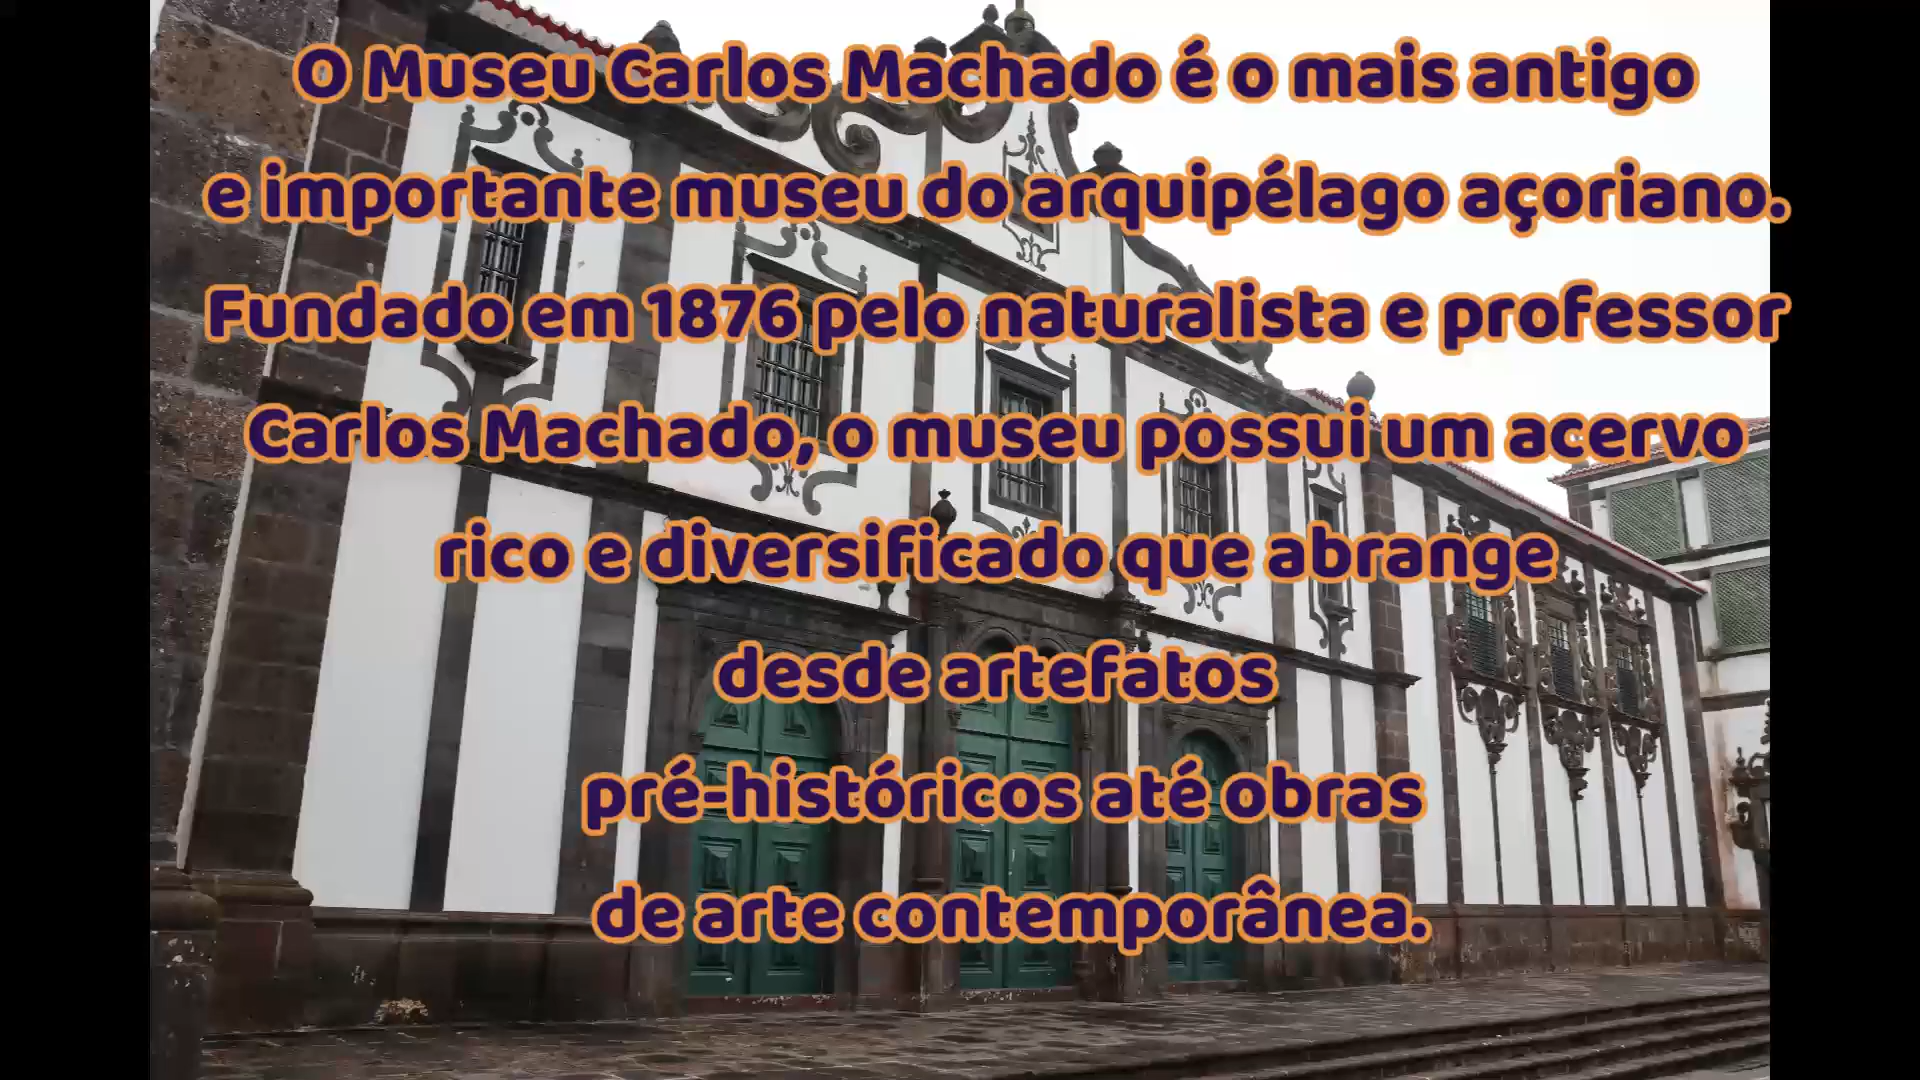 O Museu Carlos Machado é o mais antigo
e importante museu do arquipélago açoriano.
Fundado em 1876 pelo naturalista e professor
Carlos Machado, o museu possui um acervo
rico e diversificado que abrange
desde artefatos
pré-históricos até obras
de arte contemporânea.